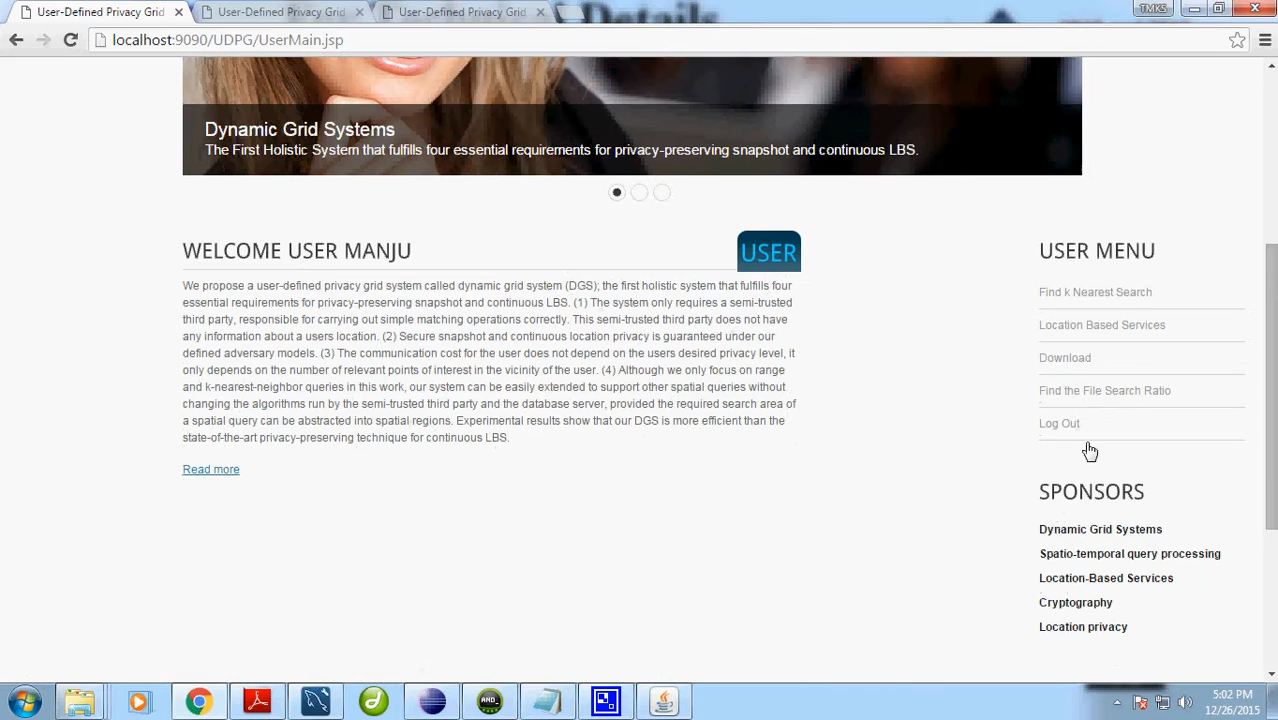 User-Defined Privacy Grid
User-Defined Privacy Grid
User-Defined Privacy Grid
Details
TMKS
localhost:9090/UDPG/UserMain.jsp
Dynamic Grid Systems
The First Holistic System that fulfills four essential requirements for privacy-preserving snapshot and continuous LBS.
WELCOME USER MANJU
USER
We propose a user-defined privacy grid system called dynamic grid system (DGS); the first holistic system that fulfills four
essential requirements for privacy-preserving snapshot and continuous LBS. (1) The system only requires a semi-trusted
third party, responsible for carrying out simple matching operations correctly. This semi-trusted third party does not have
any information about a users location. (2) Secure snapshot and continuous location privacy is guaranteed under our
defined adversary models. (3) The communication cost for the user does not depend on the users desired privacy level, it
only depends on the number of relevant points of interest in the vicinity of the user. (4) Although we only focus on range
and k-nearest-neighbor queries in this work, our system can be easily extended to support other spatial queries without
changing the algorithms run by the semi-trusted third party and the database server, provided the required search area of
a spatial query can be abstracted into spatial regions. Experimental results show that our DGS is more efficient than the
state-of-the-art privacy-preserving technique for continuous LBS.
Read more
USER MENU
Find k Nearest Search
Location Based Services
Download
Find the File Search Ratio
Log Out
SPONSORS
Dynamic Grid Systems
Spatio-temporal query processing
Location-Based Services
Cryptography
Location privacy
AND
5:02 PM
12/26/2015